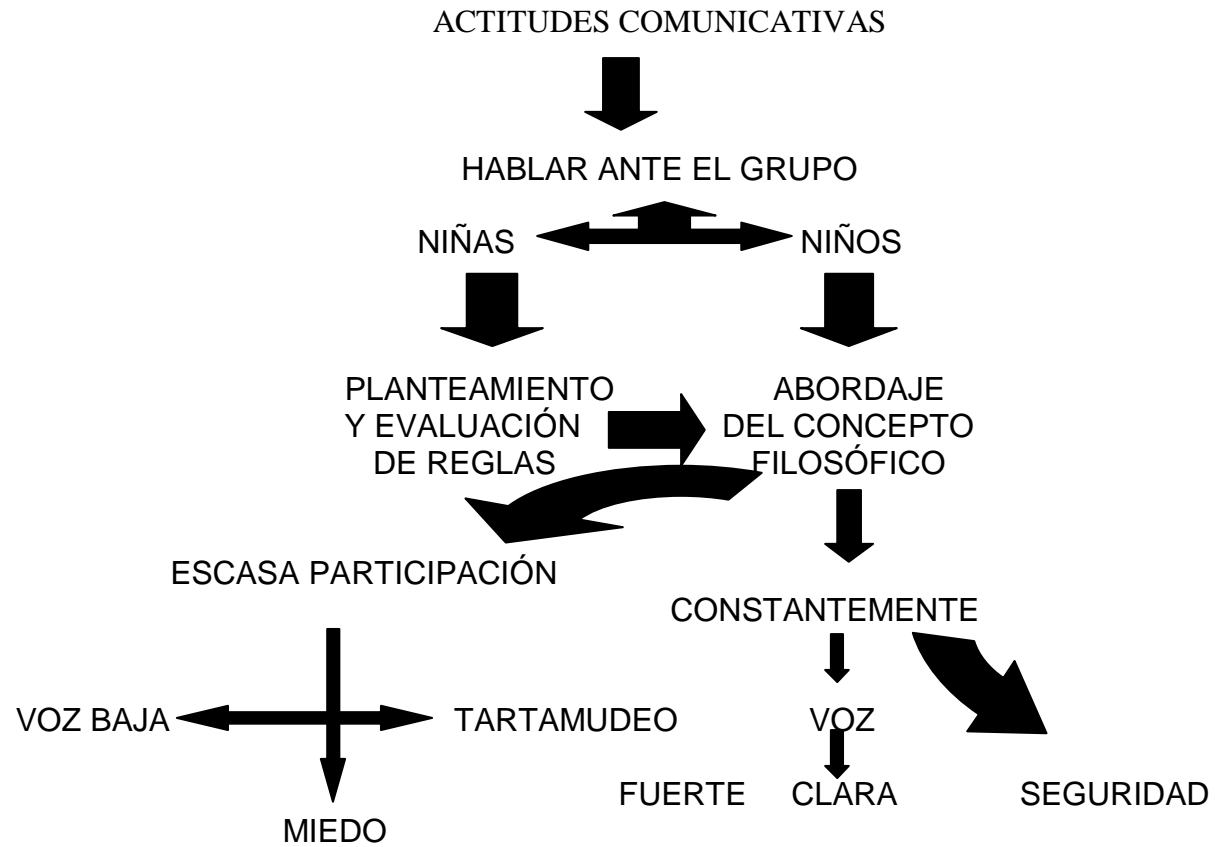 ACTITUDES COMUNICATIVAS
HABLAR ANTE EL GRUPO
NIÑAS
NIÑOS
PLANTEAMIENTO
Y EVALUACIÓN
DE REGLAS
ABORDAJE
DEL CONCEPTO
FILOSÓFICO
ESCASA PARTICIPACIÓN
CONSTANTEMENTE
VOZ BAJA
TARTAMUDEO
VOZ
FUERTE
CLARA
SEGURIDAD
MIEDO